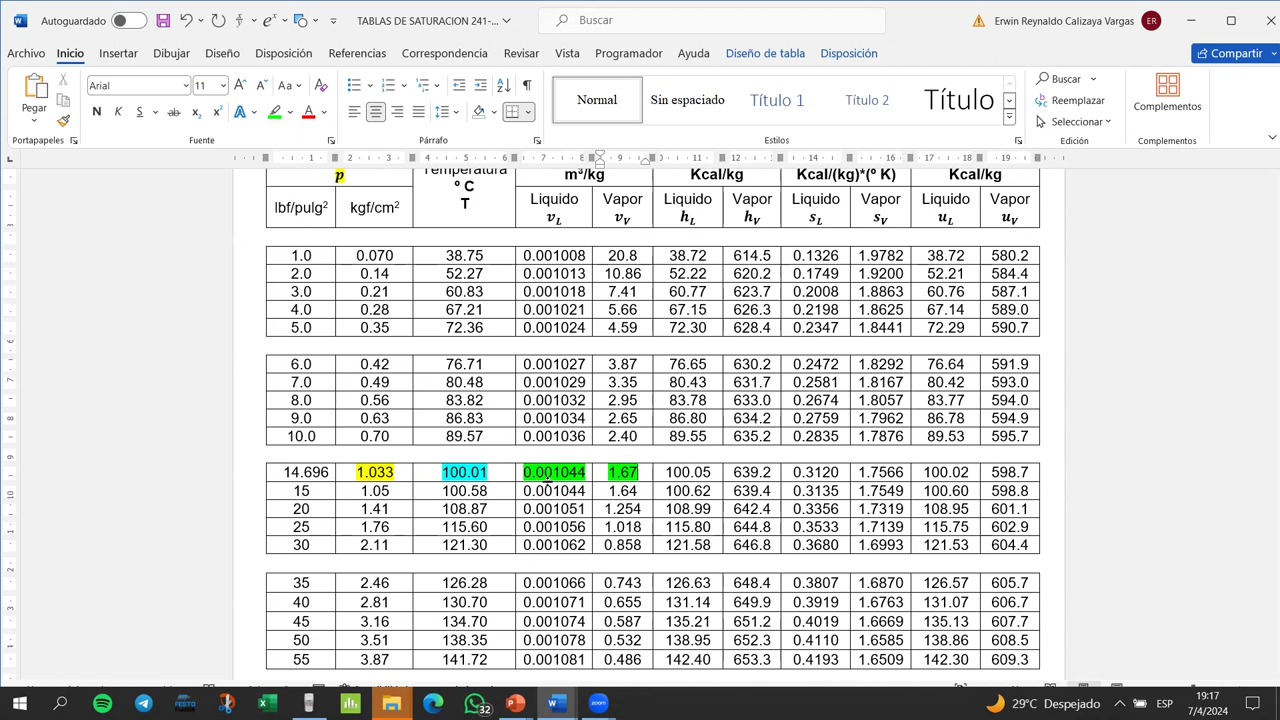 Autoguardado
TABLAS DE SATURACION 241-...
Buscar
Erwin Reynaldo Calizaya Vargas
ER
Archivo Inicio Insertar Dibujar Diseño Disposición Referencias Correspondencia Revisar Vista Programador Ayuda Diseño de tabla Disposición
Compartir
Pegar
Arial
11
Normal
Sin espaciado
Título 1
Título 2
Título
Buscar
Reemplazar
Seleccionar
Complementos
Portapapeles
Fuente
Párrafo
Estilos
Edición
Complementos
p
Temperatura
º C
T
m³/kg
Kcal/kg
Kcal/(kg)*(º K)
Kcal/kg
lbf/pulg² kgf/cm²
Liquido Vapor Liquido Vapor Liquido Vapor Liquido Vapor
v_L v_V h_L h_V s_L s_V u_L u_V
1.0 0.070 38.75 0.001008 20.8 38.72 614.5 0.1326 1.9782 38.72 580.2
2.0 0.14 52.27 0.001013 10.86 52.22 620.2 0.1749 1.9200 52.21 584.4
3.0 0.21 60.83 0.001018 7.41 60.77 623.7 0.2008 1.8863 60.76 587.1
4.0 0.28 67.21 0.001021 5.66 67.15 626.3 0.2198 1.8625 67.14 589.0
5.0 0.35 72.36 0.001024 4.59 72.30 628.4 0.2347 1.8441 72.29 590.7
6.0 0.42 76.71 0.001027 3.87 76.65 630.2 0.2472 1.8292 76.64 591.9
7.0 0.49 80.48 0.001029 3.35 80.43 631.7 0.2581 1.8167 80.42 593.0
8.0 0.56 83.82 0.001032 2.95 83.78 633.0 0.2674 1.8057 83.77 594.0
9.0 0.63 86.83 0.001034 2.65 86.80 634.2 0.2759 1.7962 86.78 594.9
10.0 0.70 89.57 0.001036 2.40 89.55 635.2 0.2835 1.7876 89.53 595.7
14.696 1.033 100.01 0.001044 1.67 100.05 639.2 0.3120 1.7566 100.02 598.7
15 1.05 100.58 0.001044 1.64 100.62 639.4 0.3135 1.7549 100.60 598.8
20 1.41 108.87 0.001051 1.254 108.99 642.4 0.3356 1.7319 108.95 601.1
25 1.76 115.60 0.001056 1.018 115.80 644.8 0.3533 1.7139 115.75 602.9
30 2.11 121.30 0.001062 0.858 121.58 646.8 0.3680 1.6993 121.53 604.4
35 2.46 126.28 0.001066 0.743 126.63 648.4 0.3807 1.6870 126.57 605.7
40 2.81 130.70 0.001071 0.655 131.14 649.9 0.3919 1.6763 131.07 606.7
45 3.16 134.70 0.001074 0.587 135.21 651.2 0.4019 1.6669 135.13 607.7
50 3.51 138.35 0.001078 0.532 138.95 652.3 0.4110 1.6585 138.86 608.5
55 3.87 141.72 0.001081 0.486 142.40 653.3 0.4193 1.6509 142.30 609.3
32
29°C Despejado
ESP
19:17
7/4/2024